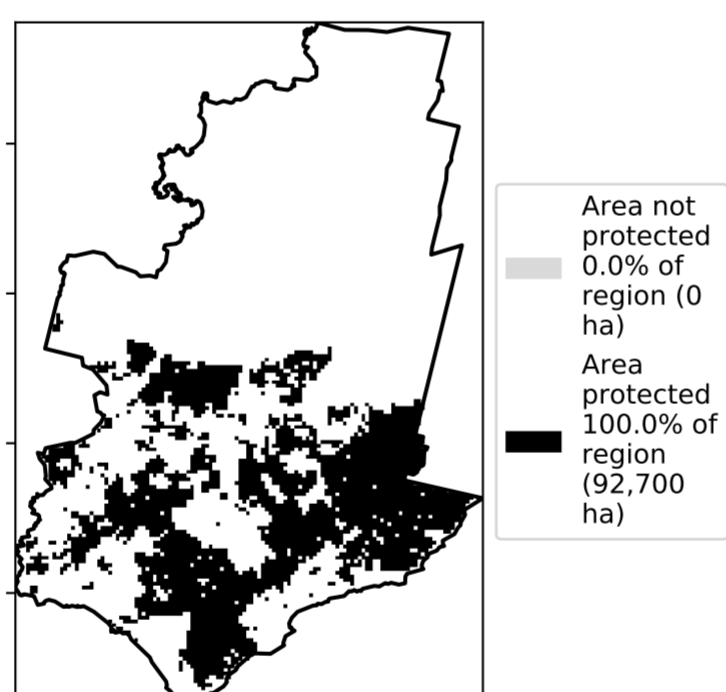 Area not
protected
0.0% of
region (0
ha)
Area
protected
100.0% of
region
(92,700
ha)